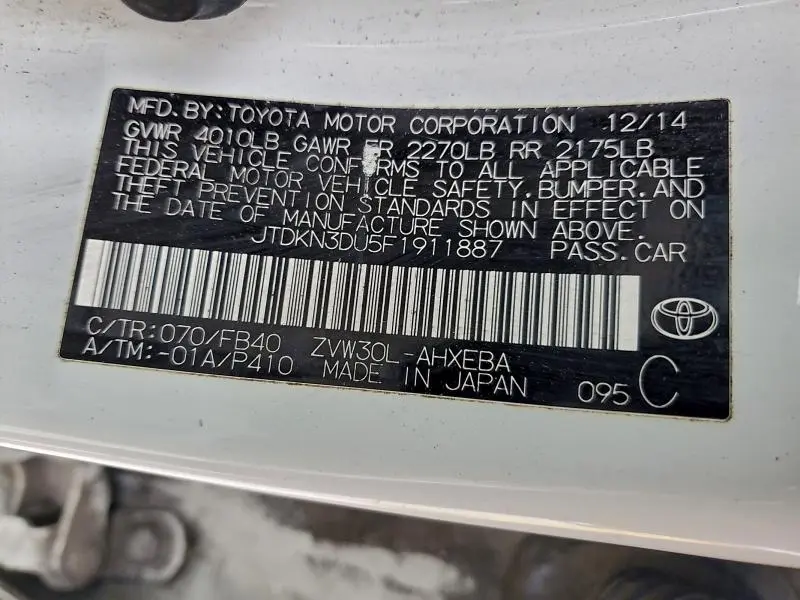 MFD. BY: TOYOTA MOTOR CORPORATION 12/14
GVWR 4010LB GAWR FR 2270LB RR 2175LB
THIS VEHICLE CONFORMS TO ALL APPLICABLE
FEDERAL MOTOR VEHICLE SAFETY, BUMPER, AND
THEFT PREVENTION STANDARDS IN EFFECT ON
THE DATE OF MANUFACTURE SHOWN ABOVE.
JTDKN3DU5F1911887 PASS. CAR
C/TR: 070/FB40 ZVW30L-AHXEBA
A/TM: -01A/P410 MADE IN JAPAN 095 C